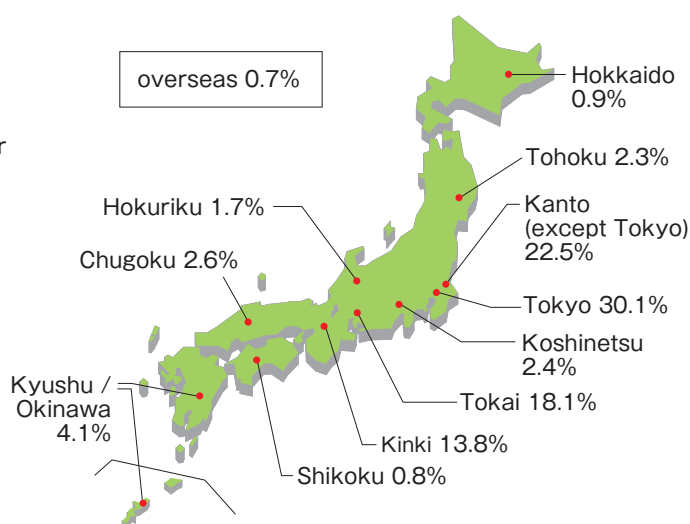 overseas 0.7%
r
Hokkaido
0.9%
Tohoku 2.3%
Hokuriku 1.7%
Kanto
(except Tokyo)
22.5%
Chugoku 2.6%
Tokyo 30.1%
Koshinetsu
2.4%
Kyushu /
Okinawa
4.1%
Tokai 18.1%
Kinki 13.8%
Shikoku 0.8%